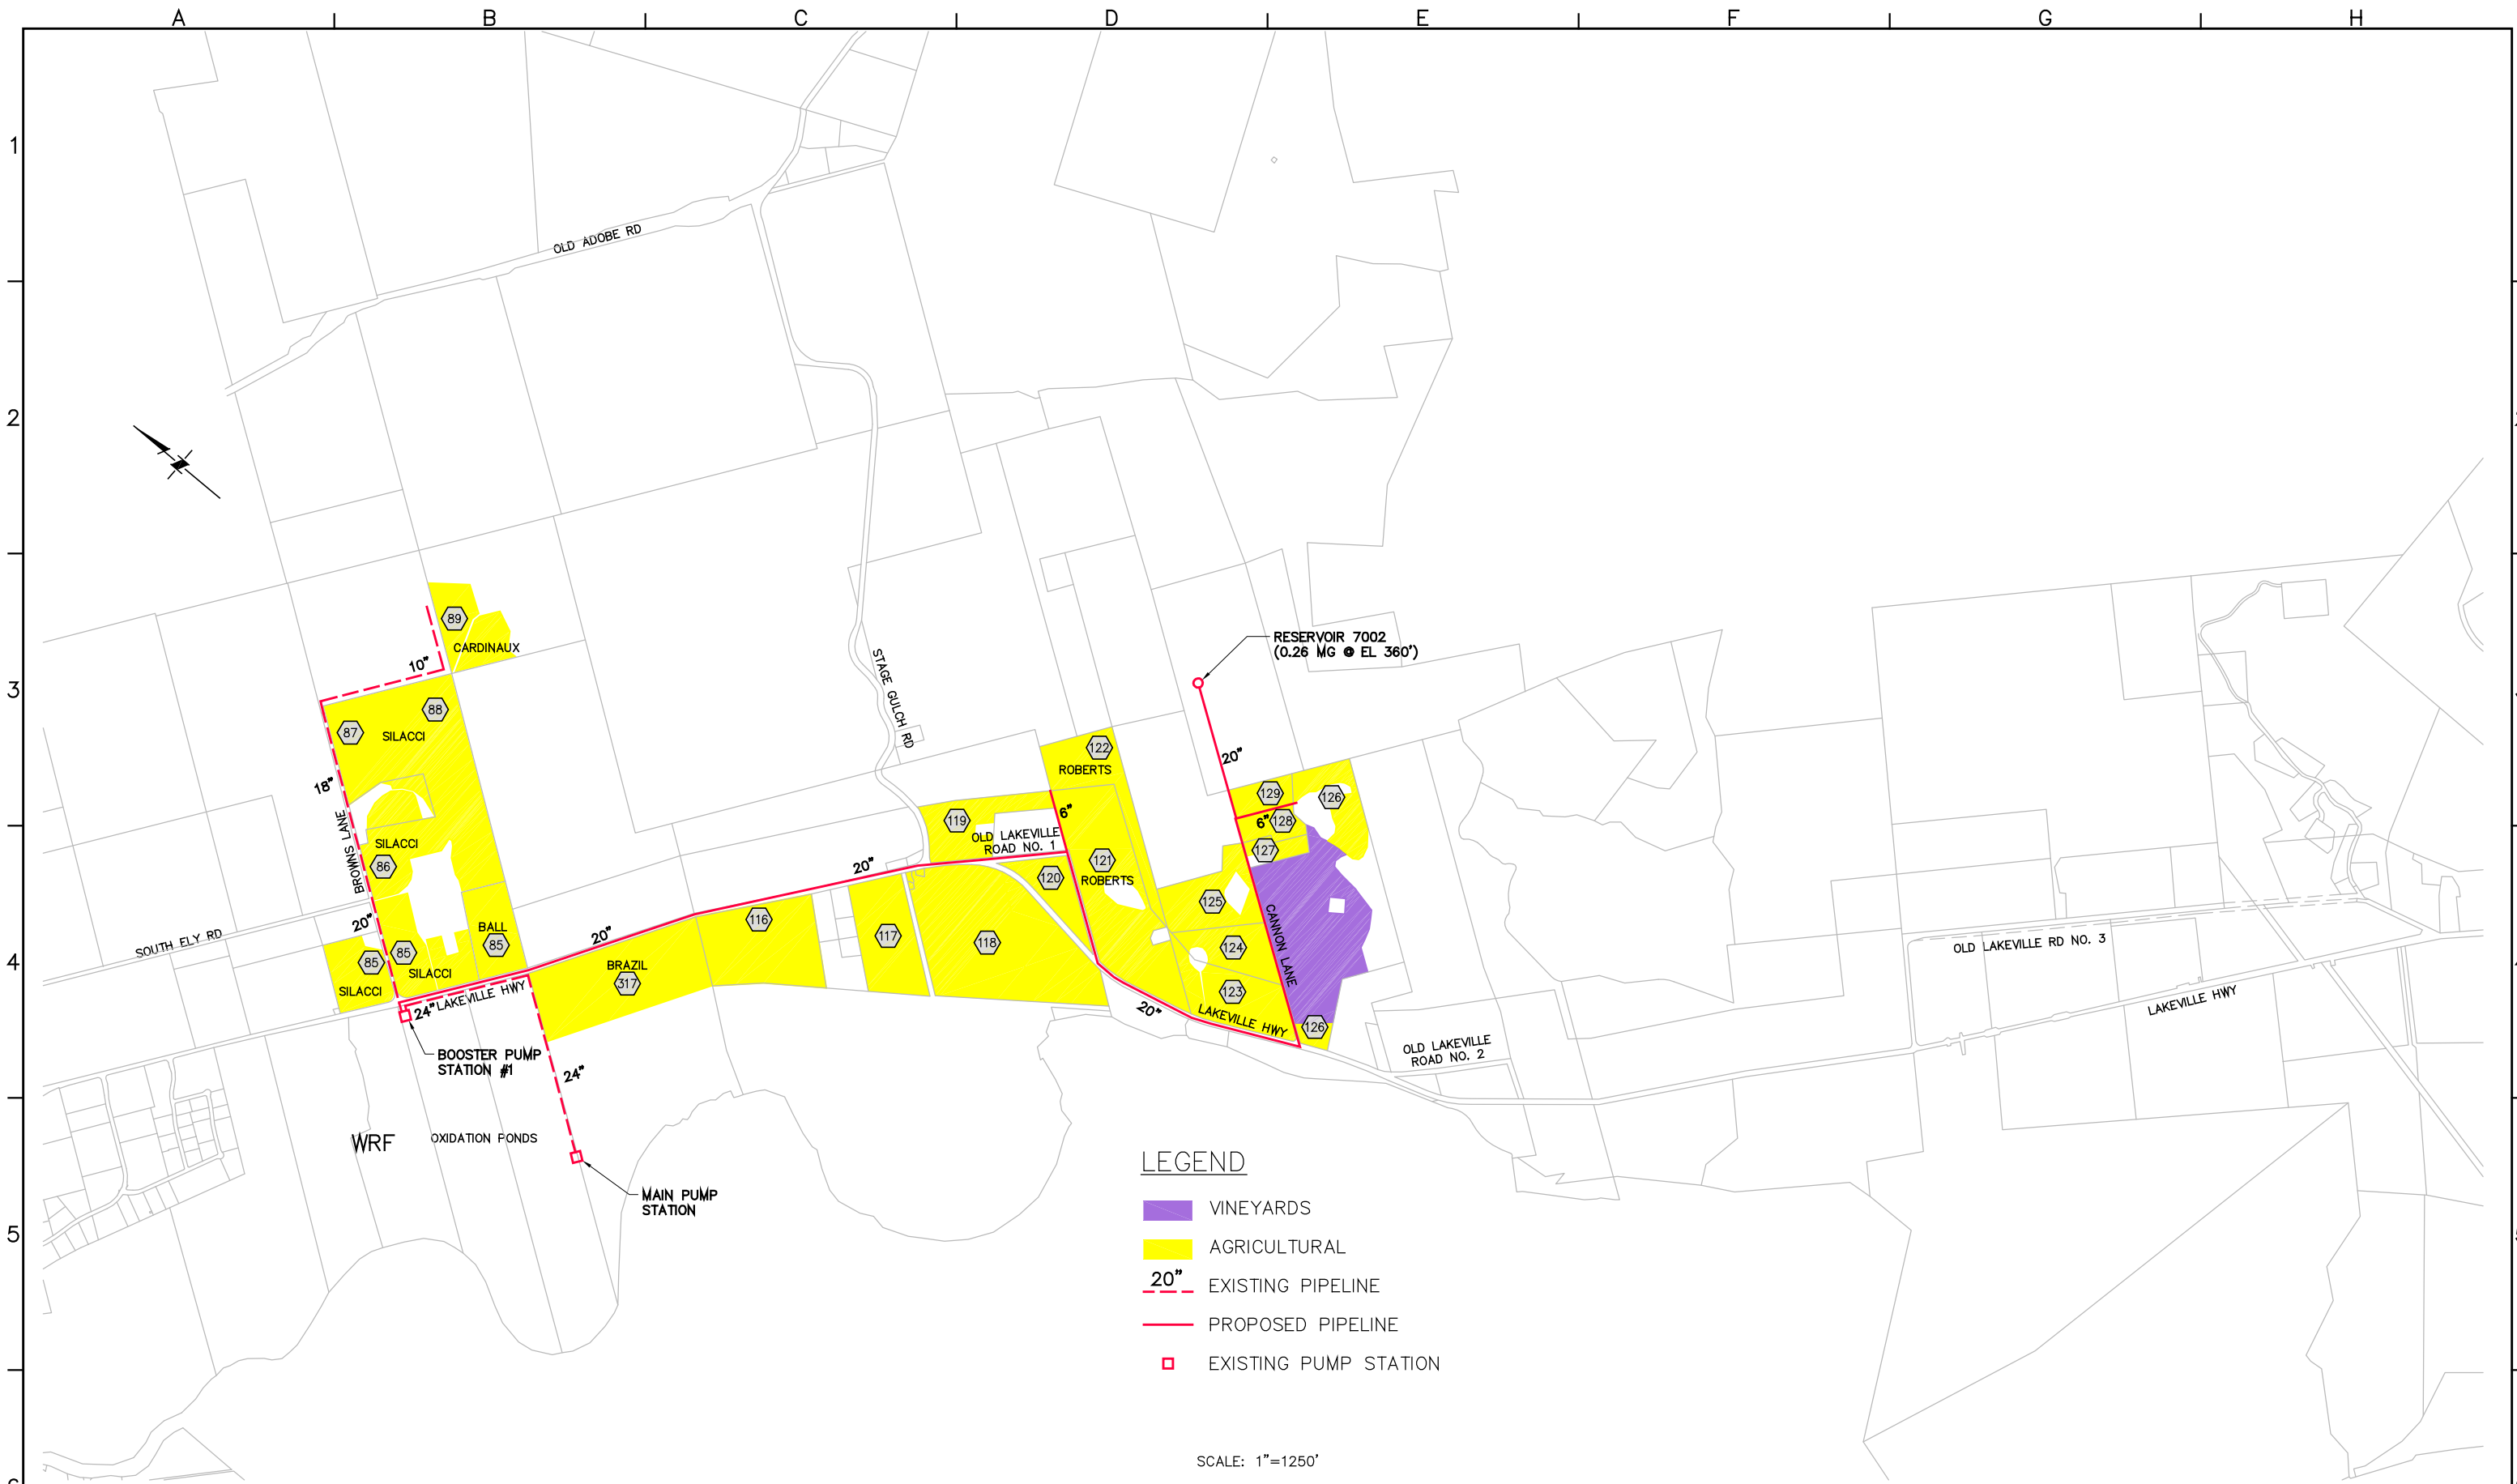 A B C D E F G H
1
OLD ADOBE RD
2
89
CARDINAUX
10"
RESERVOIR 7002
(0.26 MG @ EL 360')
3
STAGE GULCH RD
88
87
SILACCI
122
ROBERTS
20"
18"
129
126
6"
119
6"
128
BROWNS LANE
SILACCI
OLD LAKEVILLE
ROAD NO. 1
127
86
20"
121
120
ROBERTS
125
20"
116
CANNON LANE
SOUTH ELY RD
BALL
85
20"
117
118
124
OLD LAKEVILLE RD NO. 3
85
85
SILACCI
BRAZIL
317
4
SILACCI
LAKEVILLE HWY
123
24"
20"
LAKEVILLE HWY
126
LAKEVILLE HWY
OLD LAKEVILLE
ROAD NO. 2
BOOSTER PUMP
STATION #1
24"
WRF
OXIDATION PONDS
MAIN PUMP
STATION
5
LEGEND
VINEYARDS
AGRICULTURAL
20"
EXISTING PIPELINE
PROPOSED PIPELINE
EXISTING PUMP STATION
SCALE: 1"=1250'